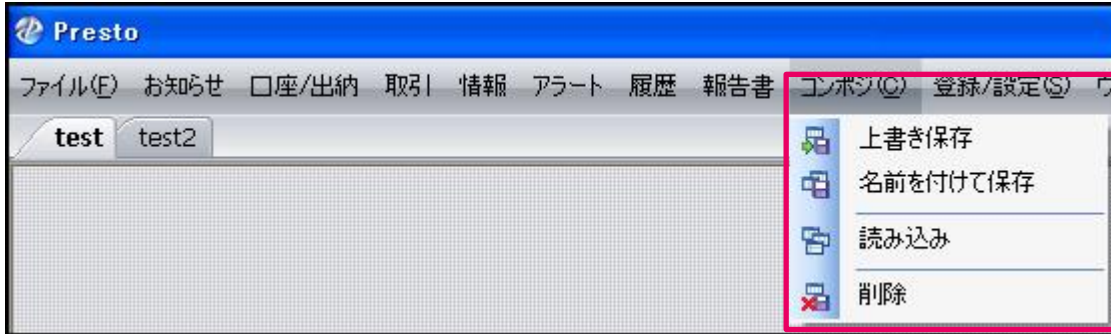 Presto
ファイル(F) お知らせ 口座/出納 取引 情報 アラート 履歴 報告書 コンポジ(C) 登録/設定(S) ウ
test test2
上書き保存
名前を付けて保存
読み込み
削除